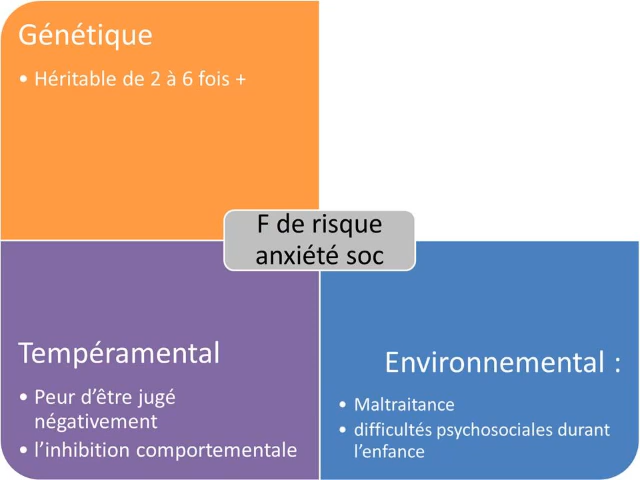 Génétique
• Héritable de 2 à 6 fois +
F de risque
anxiété soc
Tempéramental
• Peur d’être jugé
négativement
• l’inhibition comportementale
Environnemental :
• Maltraitance
• difficultés psychosociales durant
l’enfance